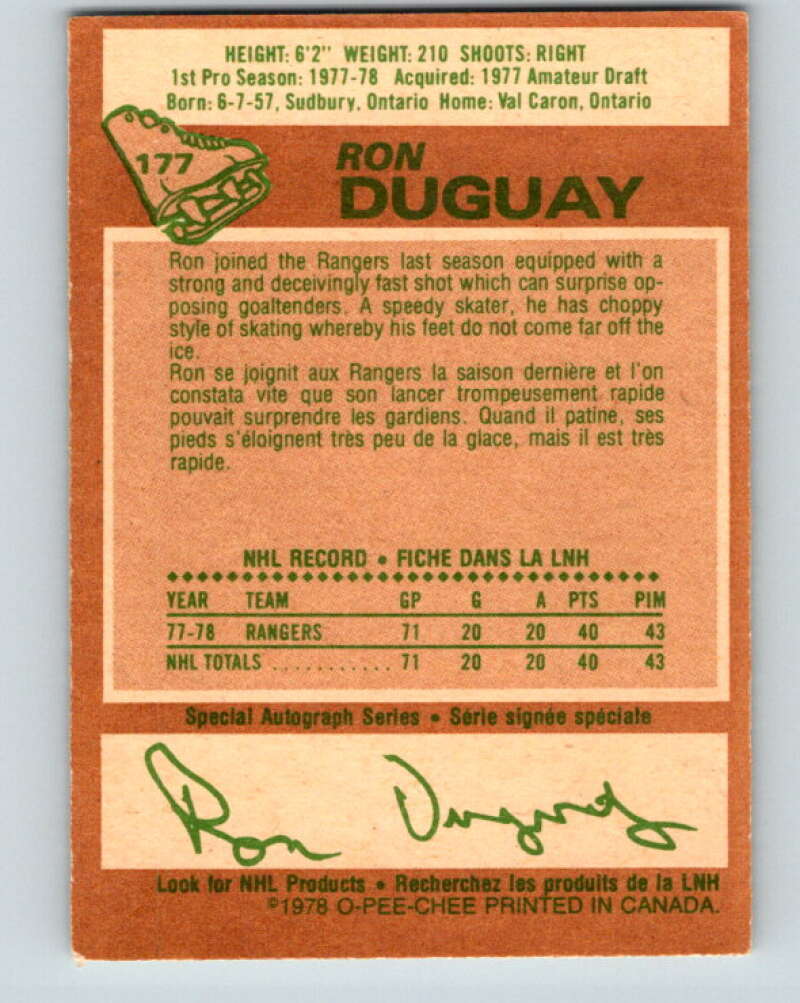 HEIGHT: 6'2" WEIGHT: 210 SHOOTS: RIGHT
1st Pro Season: 1977-78 Acquired: 1977 Amateur Draft
Born: 6-7-57, Sudbury, Ontario Home: Val Caron, Ontario
177
RON
DUGUAY
Ron joined the Rangers last season equipped with a
strong and deceivingly fast shot which can surprise op-
posing goaltenders. A speedy skater, he has choppy
style of skating whereby his feet do not come far off the
ice.
Ron se joignit aux Rangers la saison dernière et l'on
constata vite que son lancer trompeusement rapide
pouvait surprendre les gardiens. Quand il patine, ses
pieds s'éloignent très peu de la glace, mais il est très
rapide.
NHL RECORD • FICHE DANS LA LNH
YEAR TEAM GP G A PTS PIM
77-78 RANGERS 71 20 20 40 43
NHL TOTALS ........... 71 20 20 40 43
Special Autograph Series • Série signée spéciale
Ron Duguay
Look for NHL Products • Recherchez les produits de la LNH
©1978 O-PEE-CHEE PRINTED IN CANADA.